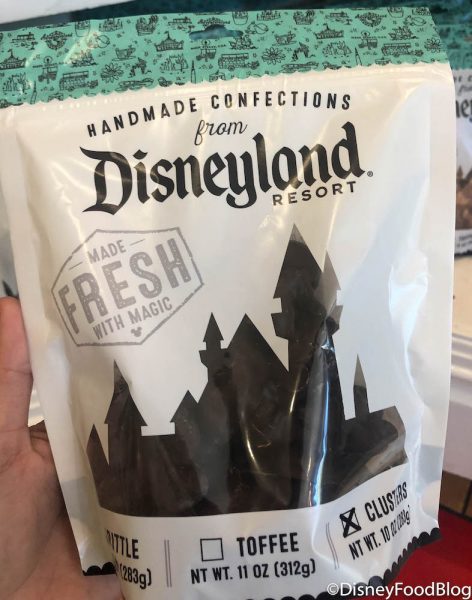 HANDMADE CONFECTIONS
from
Disneyland®
RESORT
MADE
FRESH
WITH MAGIC
TOFFEE
NT WT. 11 OZ (312g)
CLUSTERS
NT WT. 10 OZ
(283g)
©DisneyFoodBlog